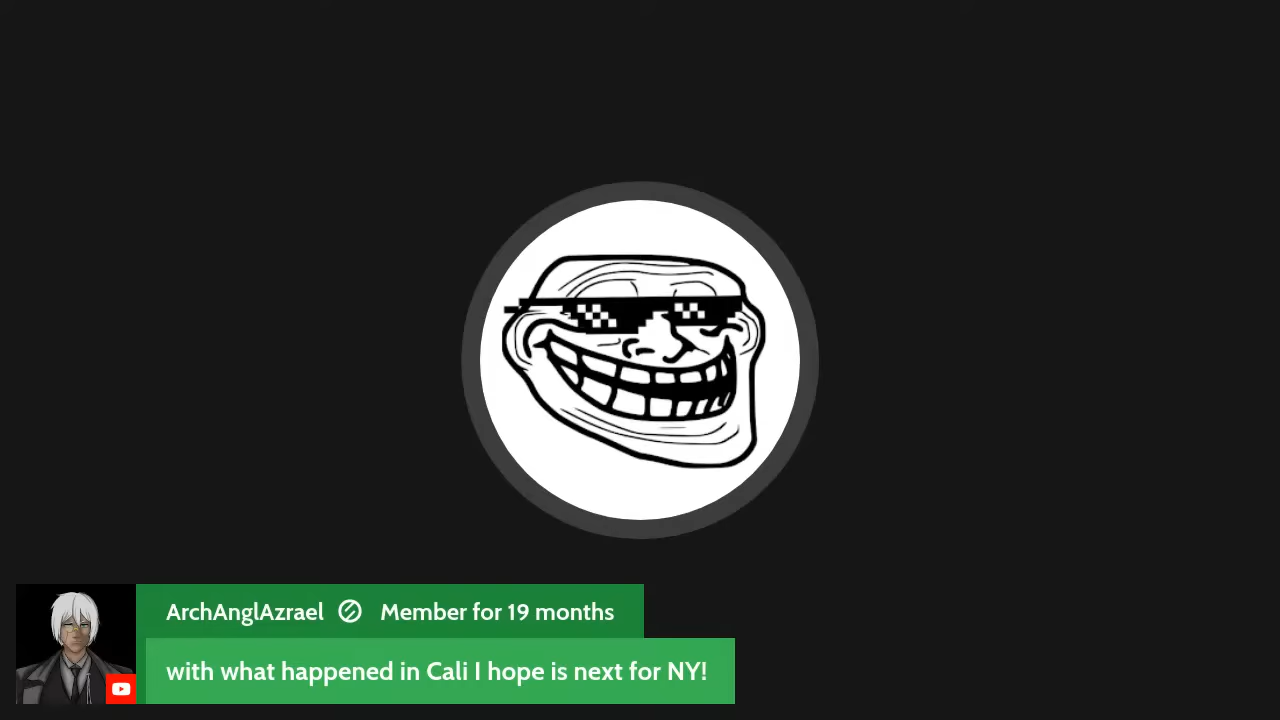 ArchAnglAzrael Member for 19 months
with what happened in Cali I hope is next for NY!